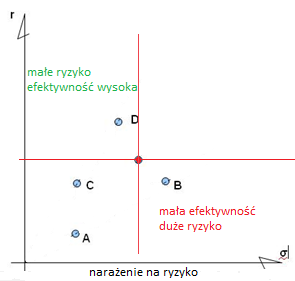 r
małe ryzyko
efektywność wysoka
D
C
B
A
mała efektywność
duże ryzyko
σ
narażenie na ryzyko